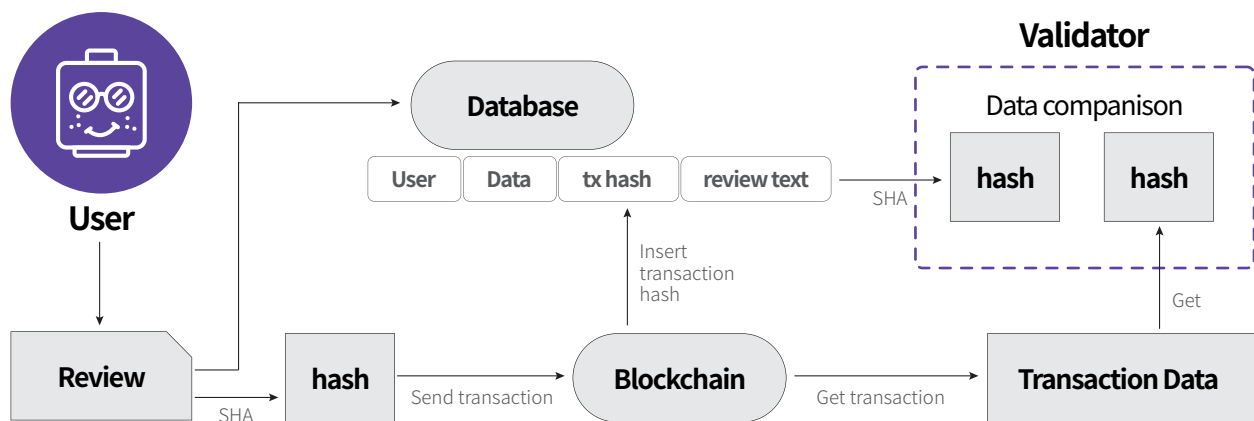 Validator
Data companison
Database
hash
hash
User
Data
tx hash
review text
SHA
User
Insert
transaction
hash
Get
Review
SHA
hash
Send transaction
Blockchain
Get transaction
Transaction Data